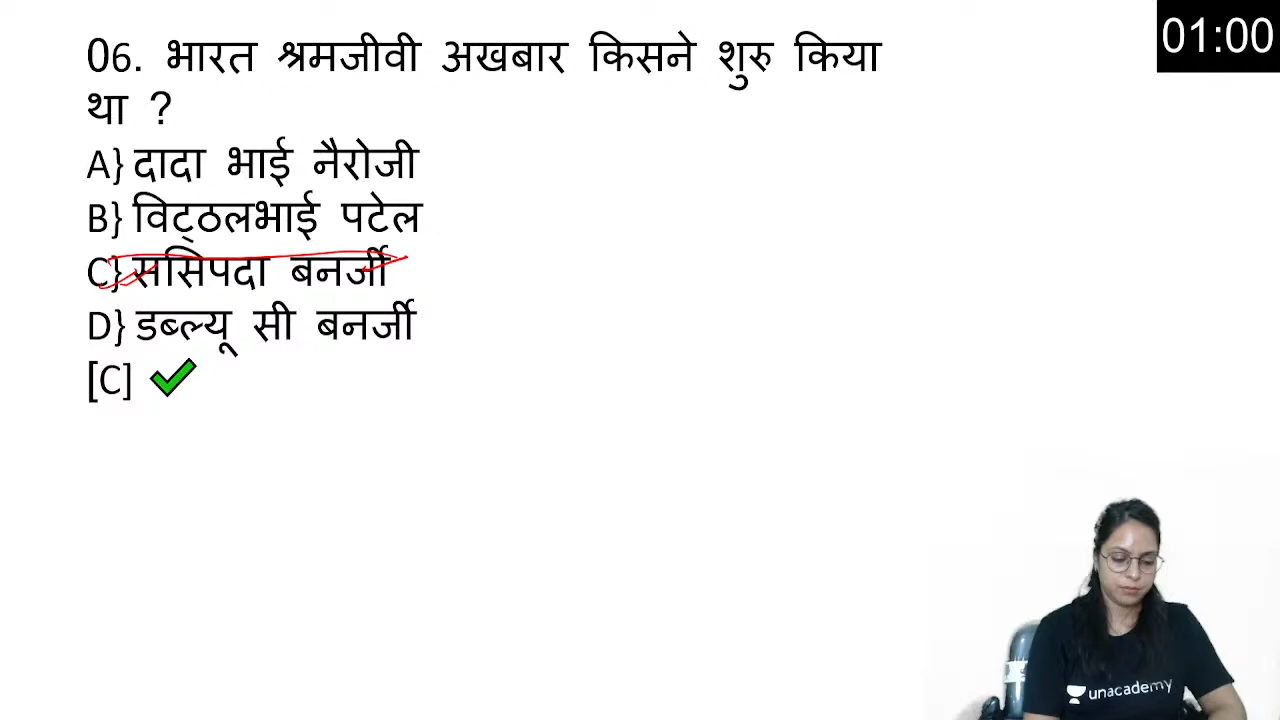 01:00
06. भारत श्रमजीवी अखबार किसने शुरु किया
था ?
A} दादा भाई नैरोजी
B} विट्ठलभाई पटेल
C} ससिपदा बनर्जी
D} डब्ल्यू सी बनर्जी
[C]
unacademy